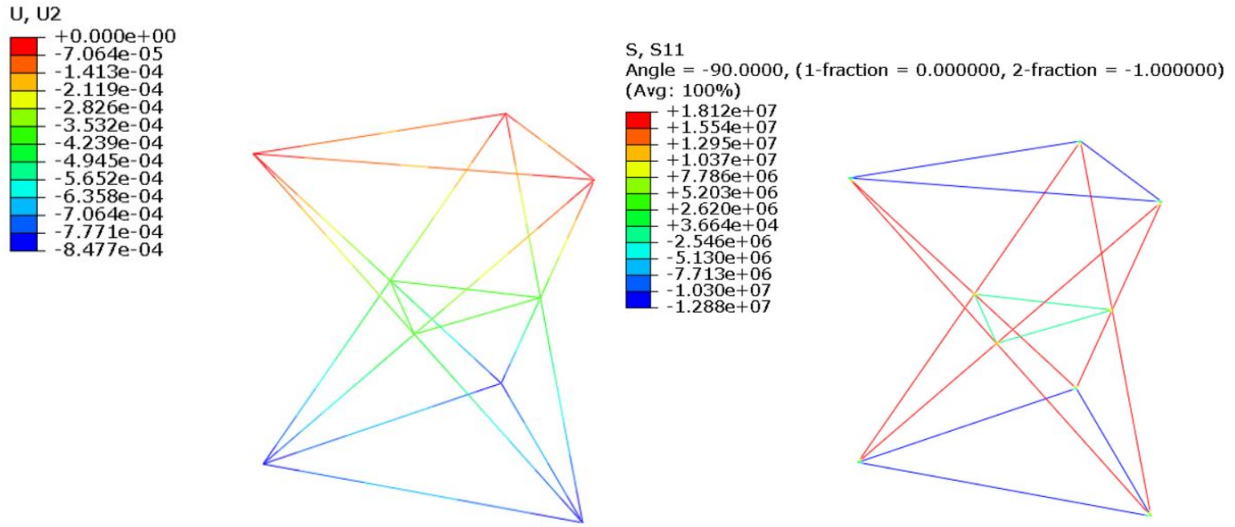 U, U2
+0.000e+00
-7.064e-05
-1.413e-04
-2.119e-04
-2.826e-04
-3.532e-04
-4.239e-04
-4.945e-04
-5.652e-04
-6.358e-04
-7.064e-04
-7.771e-04
-8.477e-04
S, S11
Angle = -90.0000, (1-fraction = 0.000000, 2-fraction = -1.000000)
(Avg: 100%)
+1.812e+07
+1.554e+07
+1.295e+07
+1.037e+07
+7.786e+06
+5.203e+06
+2.620e+06
+3.664e+04
-2.546e+06
-5.130e+06
-7.713e+06
-1.030e+07
-1.288e+07